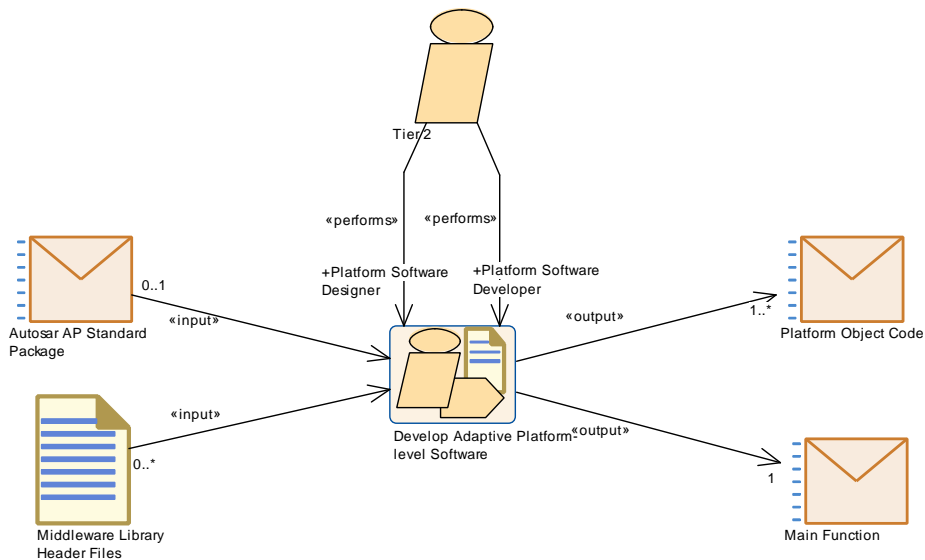 Tier 2
«performs»
«performs»
+Platform Software
Designer
+Platform Software
Developer
0..1
«input»
Autosar AP Standard
Package
«output»
1..*
Platform Object Code
«input»
0..*
Middleware Library
Header Files
Develop Adaptive Platform-
level Software
«output»
1
Main Function